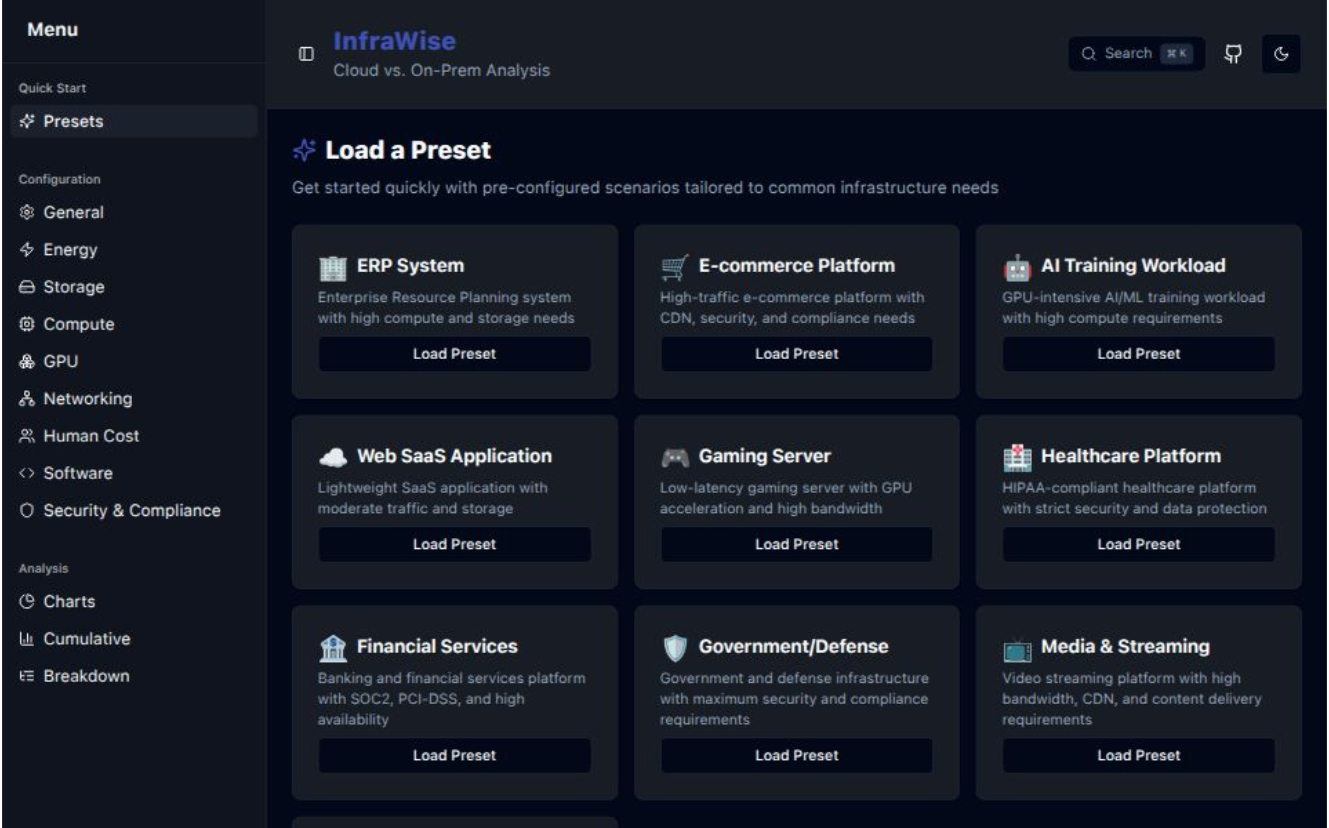 Menu
Quick Start
Presets
Configuration
General
Energy
Storage
Compute
GPU
Networking
Human Cost
Software
Security & Compliance
Analysis
Charts
Cumulative
Breakdown
InfraWise
Cloud vs. On-Prem Analysis
Search ⌘ K
Load a Preset
Get started quickly with pre-configured scenarios tailored to common infrastructure needs
ERP System
Enterprise Resource Planning system
with high compute and storage needs
Load Preset
E-commerce Platform
High-traffic e-commerce platform with
CDN, security, and compliance needs
Load Preset
AI Training Workload
GPU-intensive AI/ML training workload
with high compute requirements
Load Preset
Web SaaS Application
Lightweight SaaS application with
moderate traffic and storage
Load Preset
Gaming Server
Low-latency gaming server with GPU
acceleration and high bandwidth
Load Preset
Healthcare Platform
HIPAA-compliant healthcare platform
with strict security and data protection
Load Preset
Financial Services
Banking and financial services platform
with SOC2, PCI-DSS, and high
availability
Load Preset
Government/Defense
Government and defense infrastructure
with maximum security and compliance
requirements
Load Preset
Media & Streaming
Video streaming platform with high
bandwidth, CDN, and content delivery
requirements
Load Preset